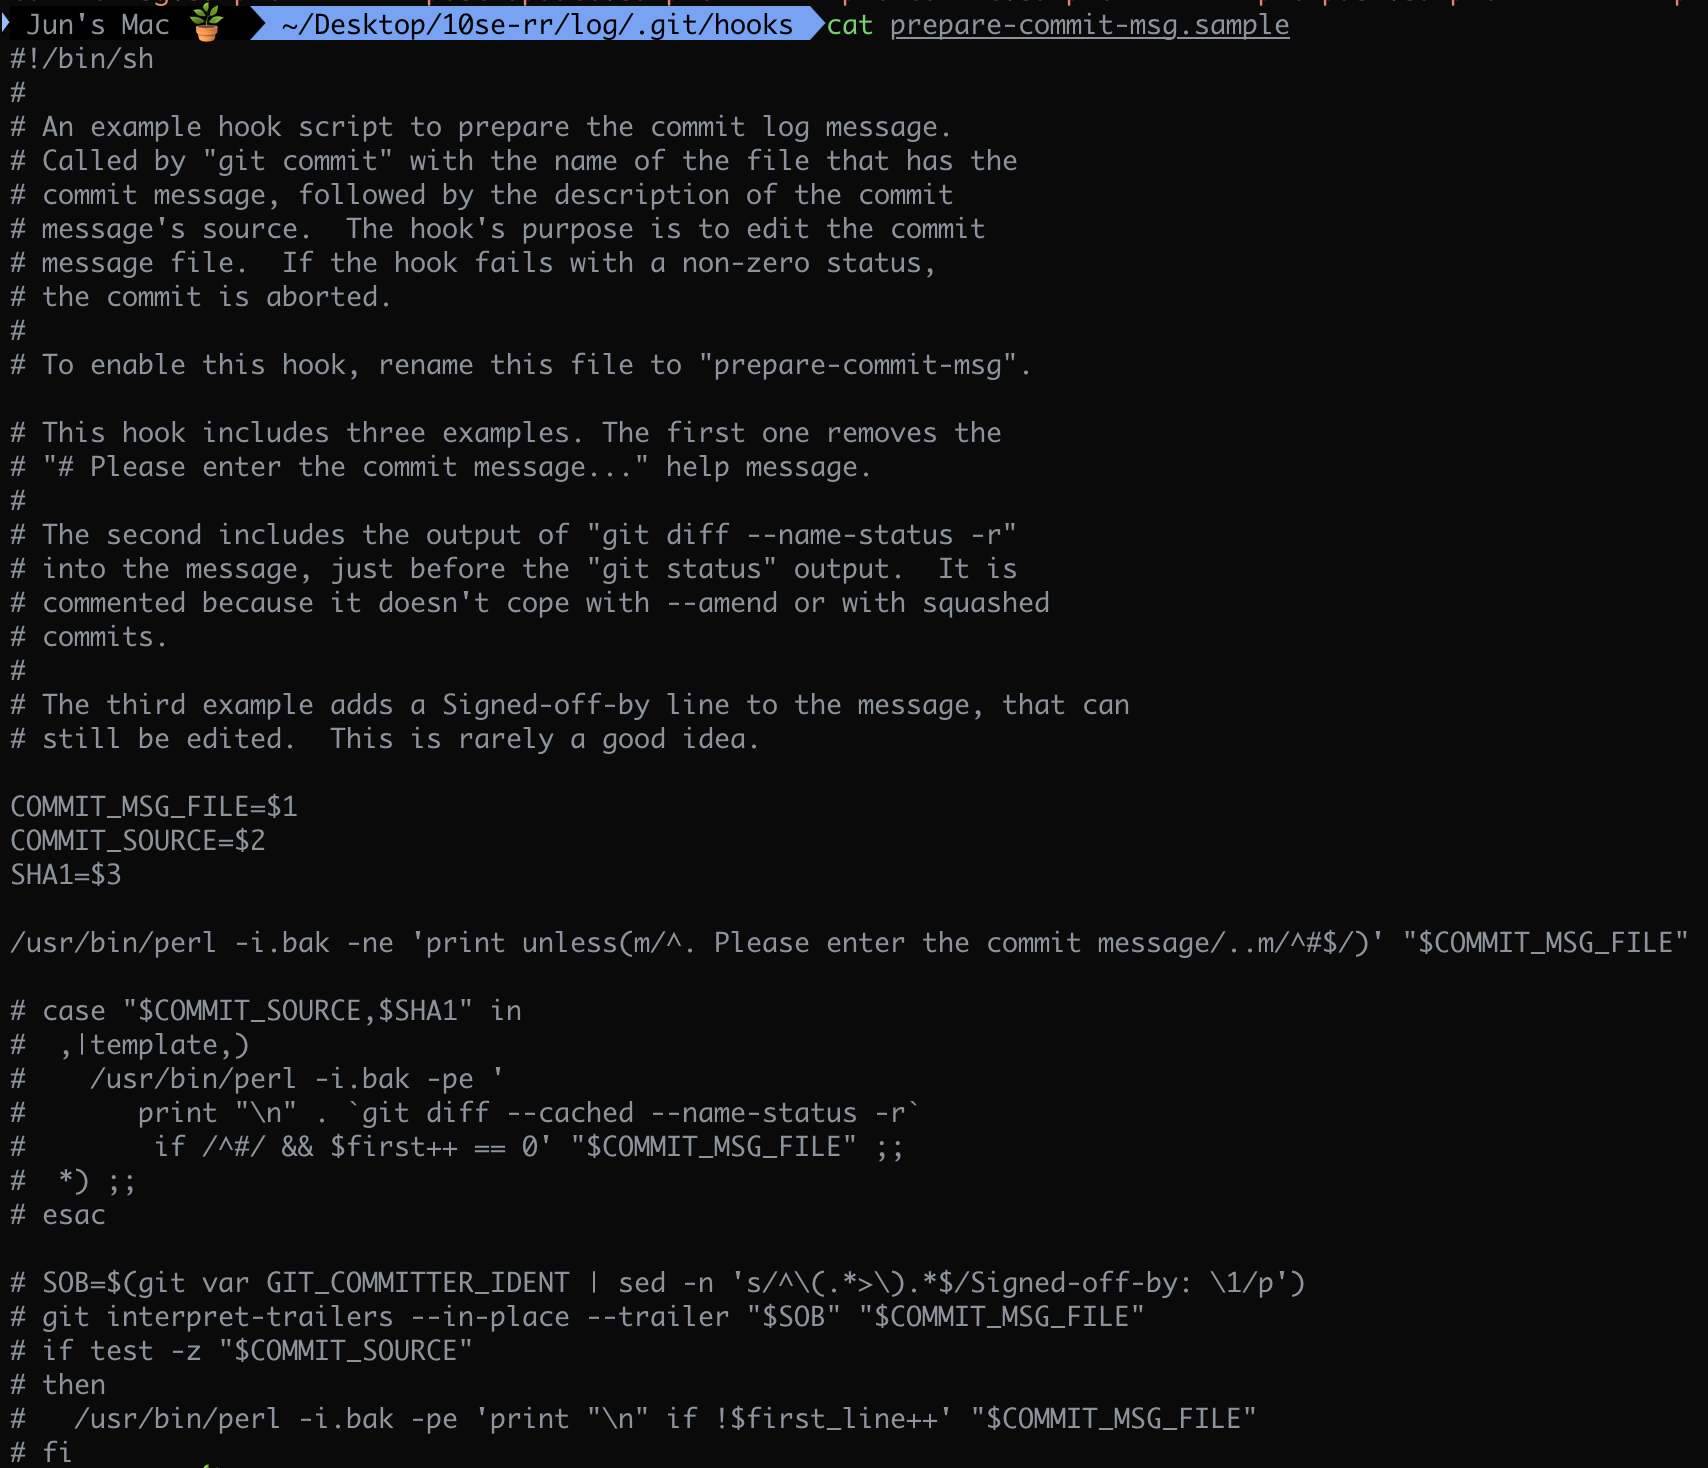 Jun's Mac 🪴 ~/Desktop/10se-rr/log/.git/hooks cat prepare-commit-msg.sample
#!/bin/sh
#
# An example hook script to prepare the commit log message.
# Called by "git commit" with the name of the file that has the
# commit message, followed by the description of the commit
# message's source.  The hook's purpose is to edit the commit
# message file.  If the hook fails with a non-zero status,
# the commit is aborted.
#
# To enable this hook, rename this file to "prepare-commit-msg".

# This hook includes three examples. The first one removes the
# "# Please enter the commit message..." help message.
#
# The second includes the output of "git diff --name-status -r"
# into the message, just before the "git status" output.  It is
# commented because it doesn't cope with --amend or with squashed
# commits.
#
# The third example adds a Signed-off-by line to the message, that can
# still be edited.  This is rarely a good idea.

COMMIT_MSG_FILE=$1
COMMIT_SOURCE=$2
SHA1=$3

/usr/bin/perl -i.bak -ne 'print unless(m/^. Please enter the commit message/..m/^#$/)' "$COMMIT_MSG_FILE"

# case "$COMMIT_SOURCE,$SHA1" in
#  ,|template,)
#    /usr/bin/perl -i.bak -pe '
#       print "\n" . `git diff --cached --name-status -r`
#        if /^#/ && $first++ == 0' "$COMMIT_MSG_FILE" ;;
#  *) ;;
# esac

# SOB=$(git var GIT_COMMITTER_IDENT | sed -n 's/^\(.*>\).*$/Signed-off-by: \1/p')
# git interpret-trailers --in-place --trailer "$SOB" "$COMMIT_MSG_FILE"
# if test -z "$COMMIT_SOURCE"
# then
#   /usr/bin/perl -i.bak -pe 'print "\n" if !$first_line++' "$COMMIT_MSG_FILE"
# fi